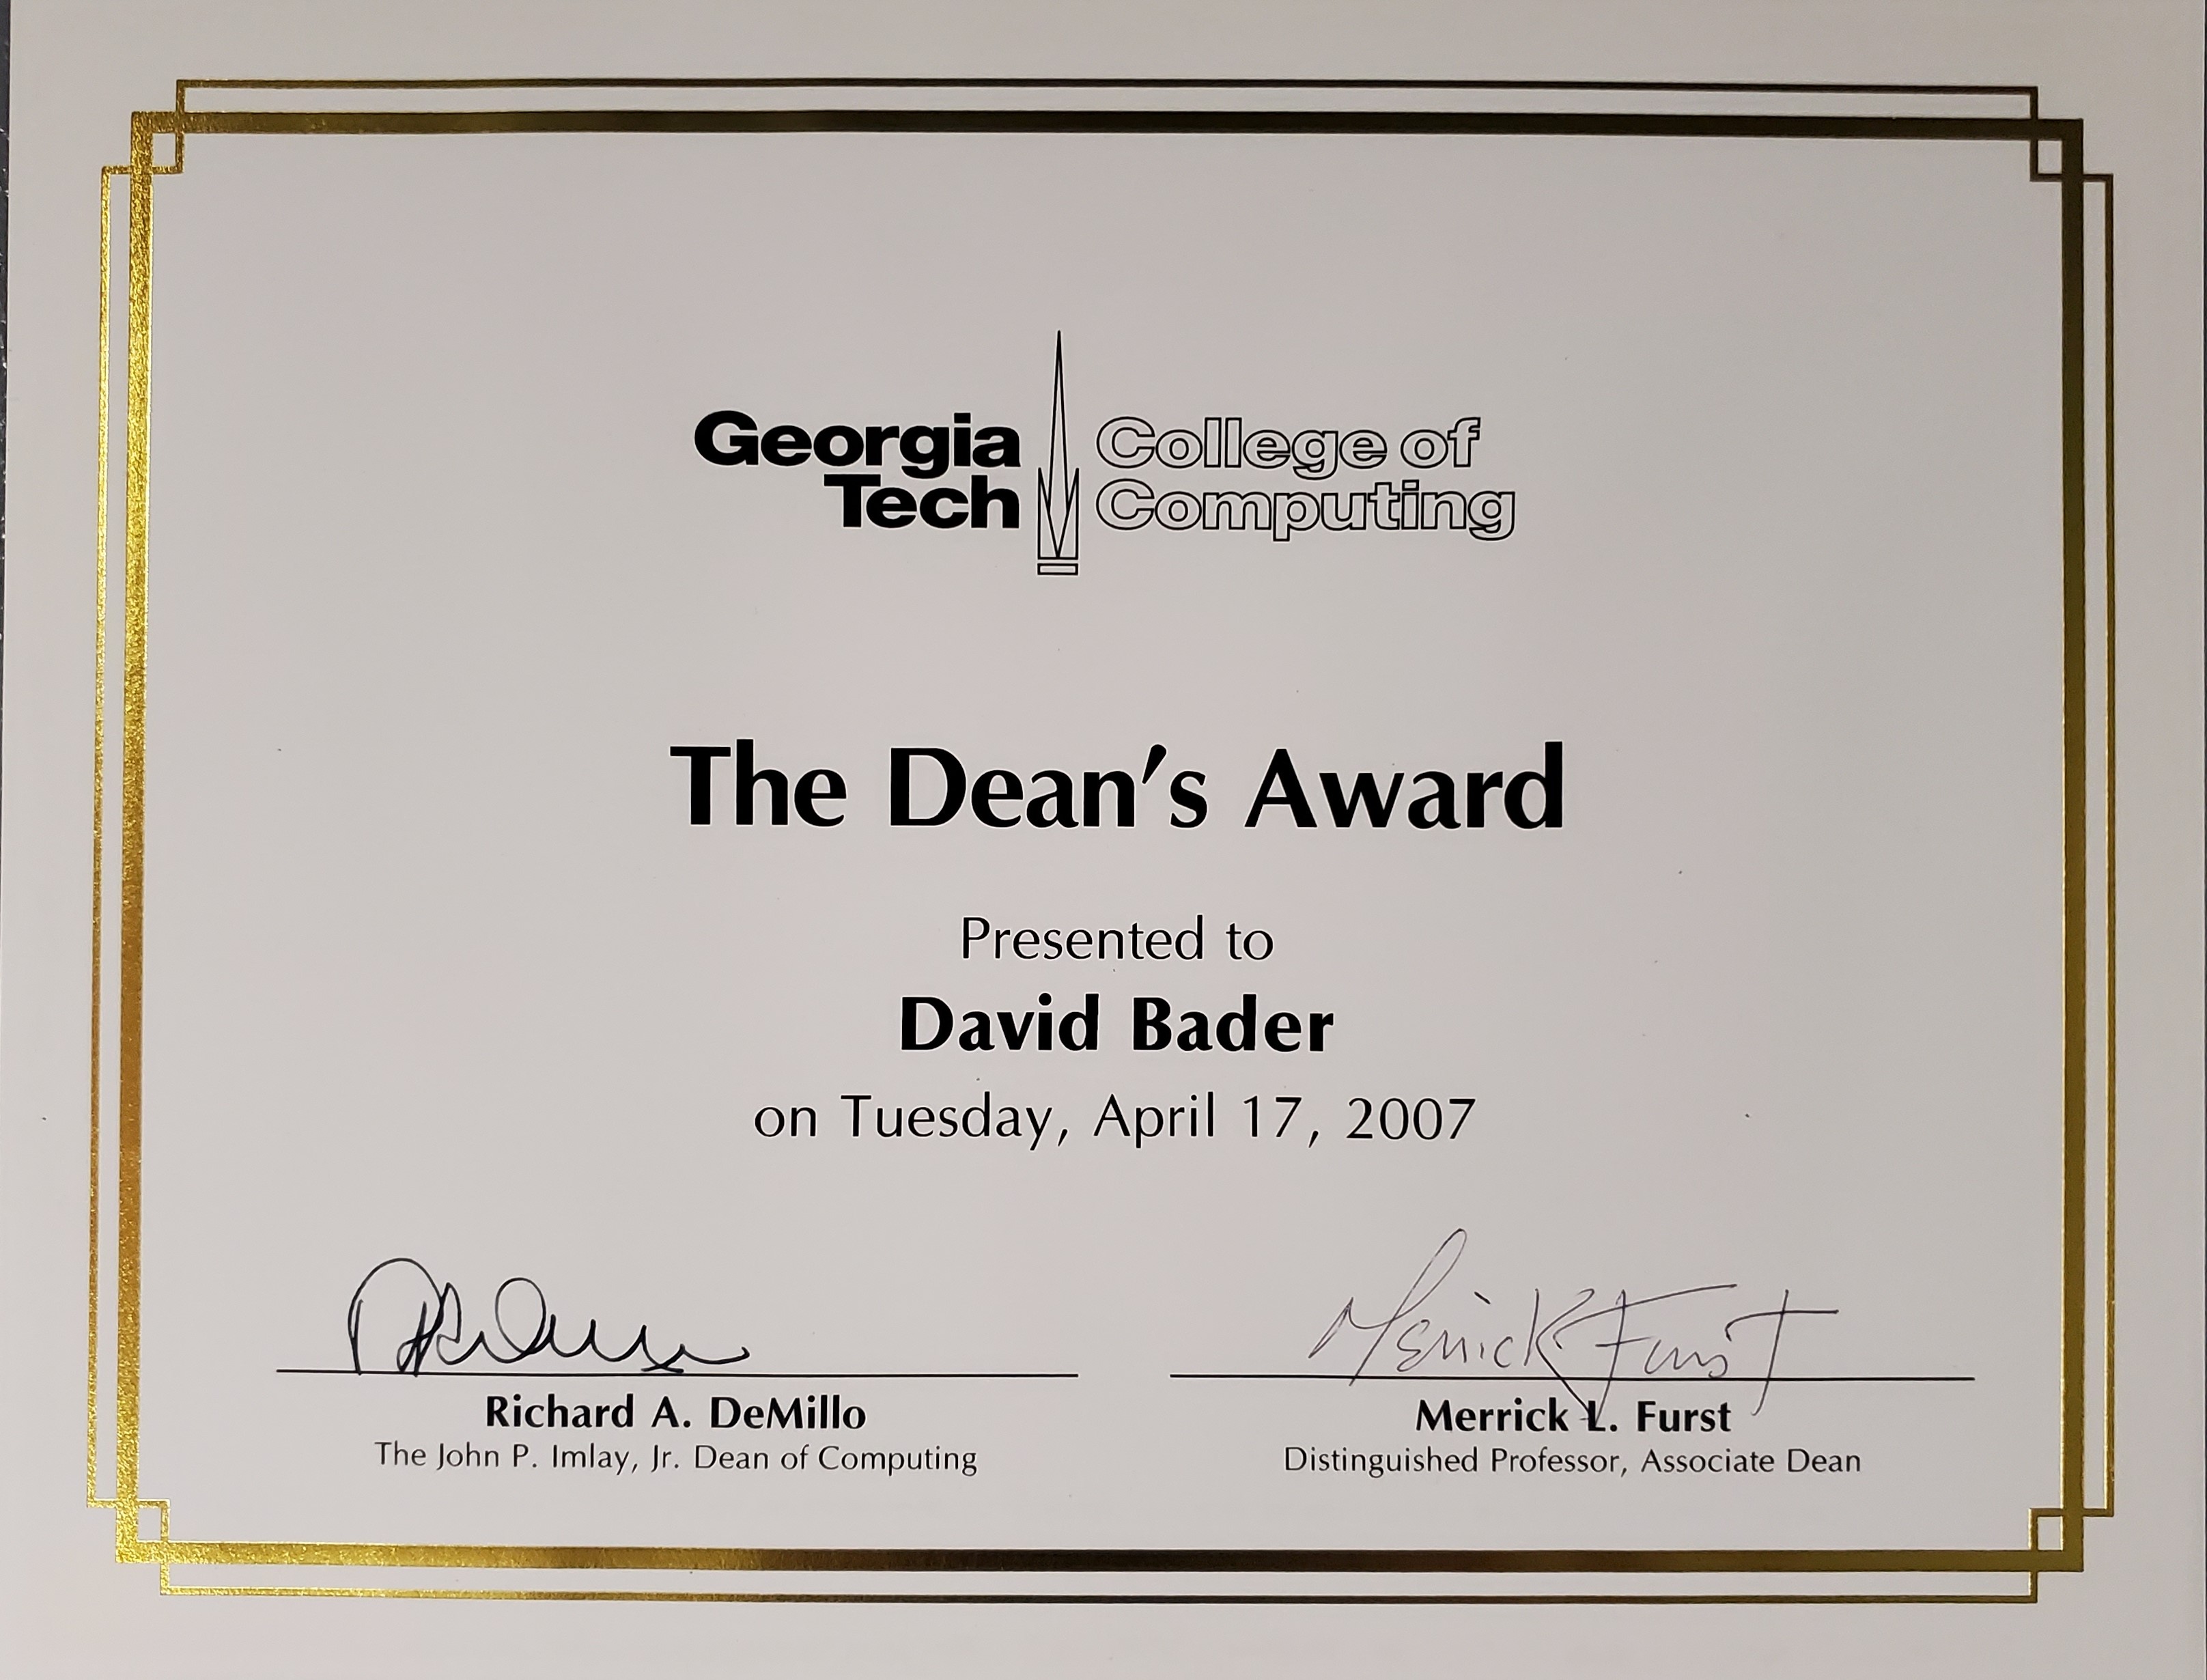 Georgia Tech
College of Computing
The Dean's Award
Presented to
David Bader
on Tuesday, April 17, 2007
Merrick Furst
Richard A. DeMillo
The John P. Imlay, Jr. Dean of Computing
Merrick L. Furst
Distinguished Professor, Associate Dean